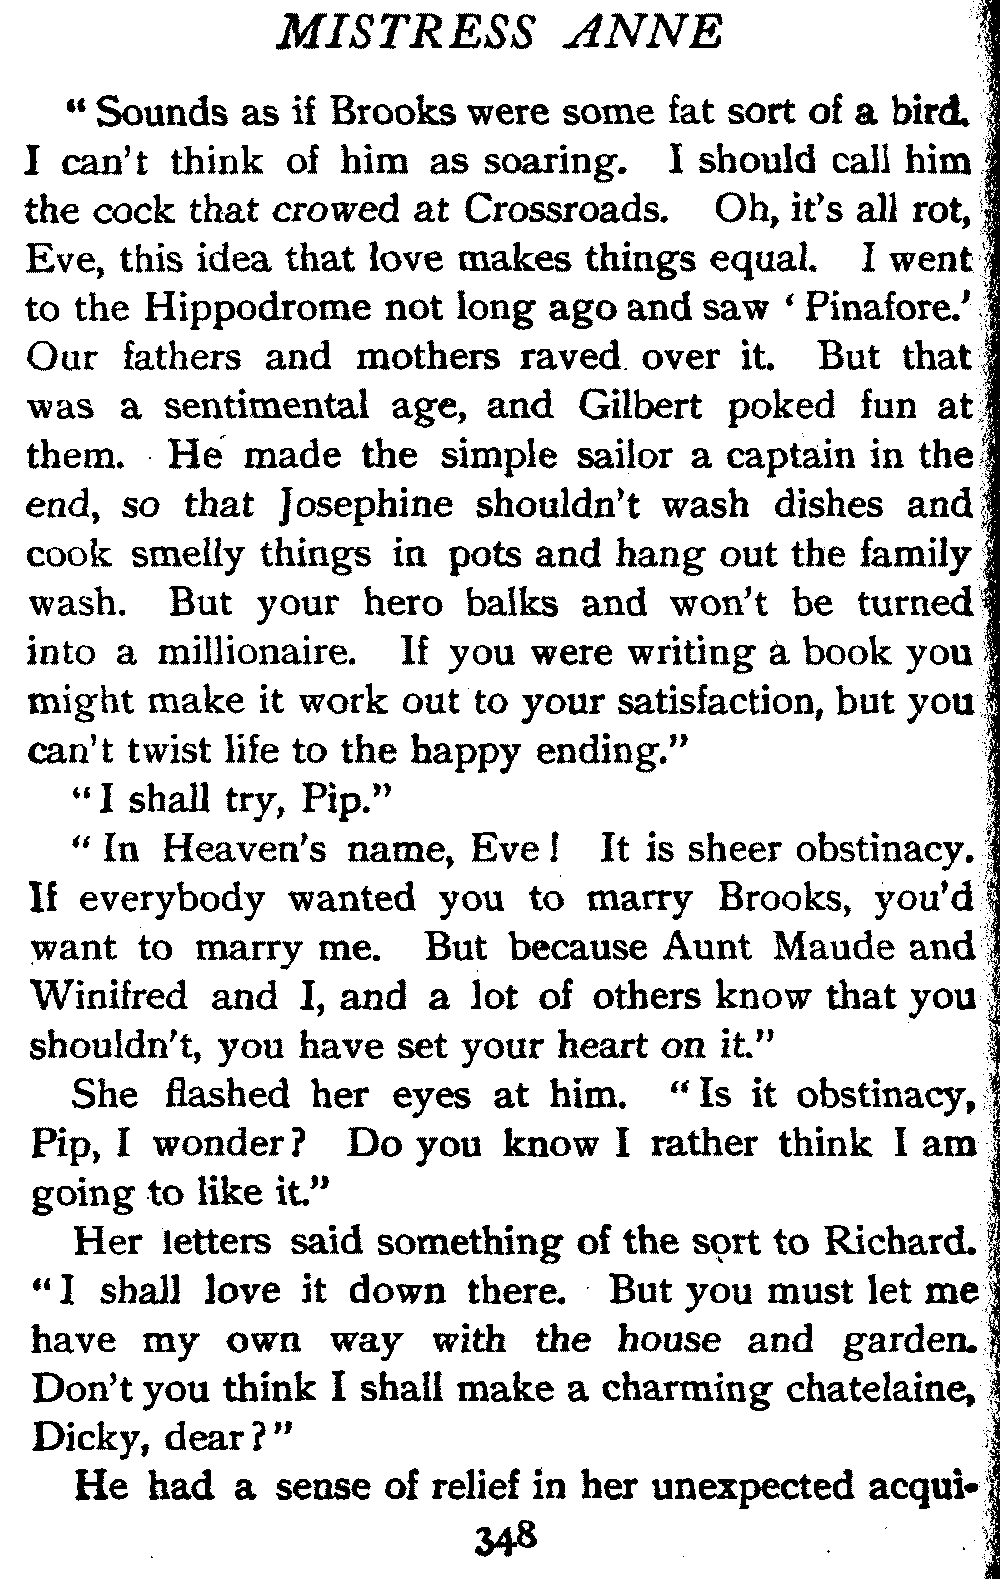 MISTRESS ANNE
"Sounds as if Brooks were some fat sort of a bird.
I can't think of him as soaring. I should call him
the cock that crowed at Crossroads. Oh, it's all rot,
Eve, this idea that love makes things equal. I went
to the Hippodrome not long ago and saw 'Pinafore.'
Our fathers and mothers raved over it. But that
was a sentimental age, and Gilbert poked fun at
them. He made the simple sailor a captain in the
end, so that Josephine shouldn't wash dishes and
cook smelly things in pots and hang out the family
wash. But your hero balks and won't be turned
into a millionaire. If you were writing a book you
might make it work out to your satisfaction, but you
can't twist life to the happy ending."
"I shall try, Pip."
"In Heaven's name, Eve! It is sheer obstinacy.
If everybody wanted you to marry Brooks, you'd
want to marry me. But because Aunt Maude and
Winifred and I, and a lot of others know that you
shouldn't, you have set your heart on it."
She flashed her eyes at him. "Is it obstinacy,
Pip, I wonder? Do you know I rather think I am
going to like it."
Her letters said something of the sort to Richard.
"I shall love it down there. But you must let me
have my own way with the house and garden.
Don't you think I shall make a charming chatelaine,
Dicky, dear?"
He had a sense of relief in her unexpected acqui-
348